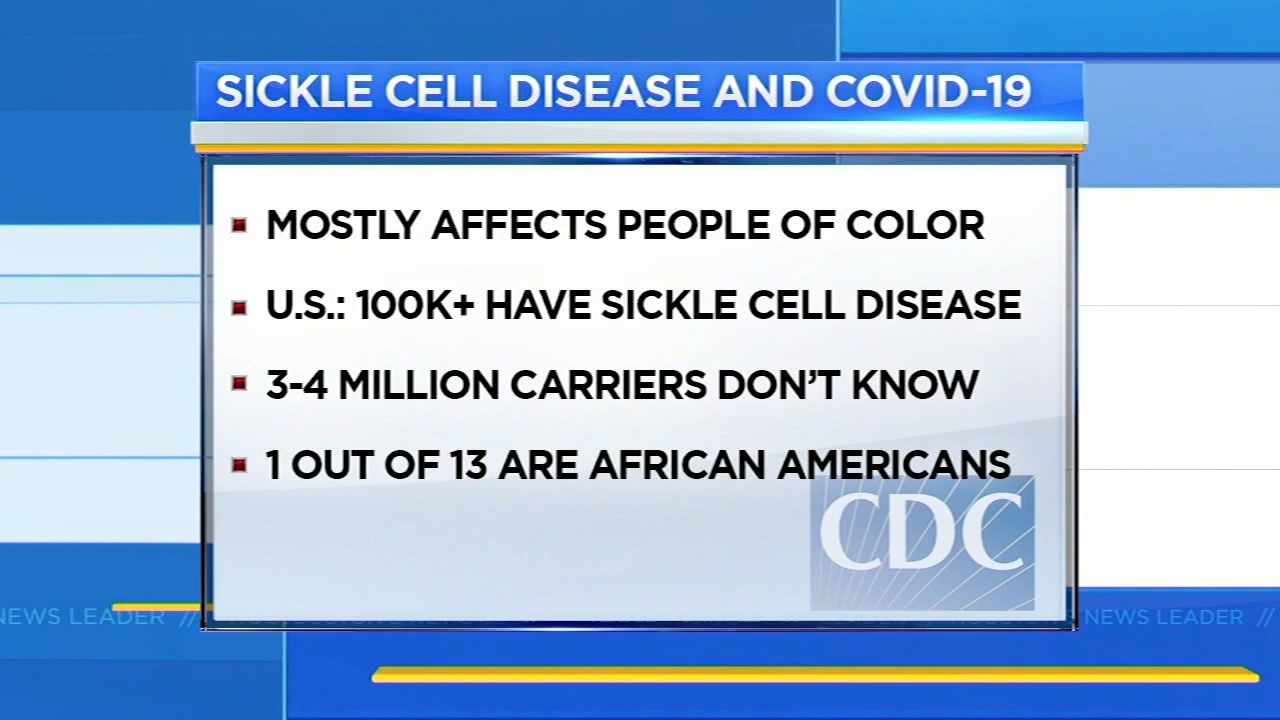 SICKLE CELL DISEASE AND COVID-19
MOSTLY AFFECTS PEOPLE OF COLOR
U.S.: 100K+ HAVE SICKLE CELL DISEASE
3-4 MILLION CARRIERS DON'T KNOW
1 OUT OF 13 ARE AFRICAN AMERICANS
CDC
NEWS LEADER //
NEWS LEADER //